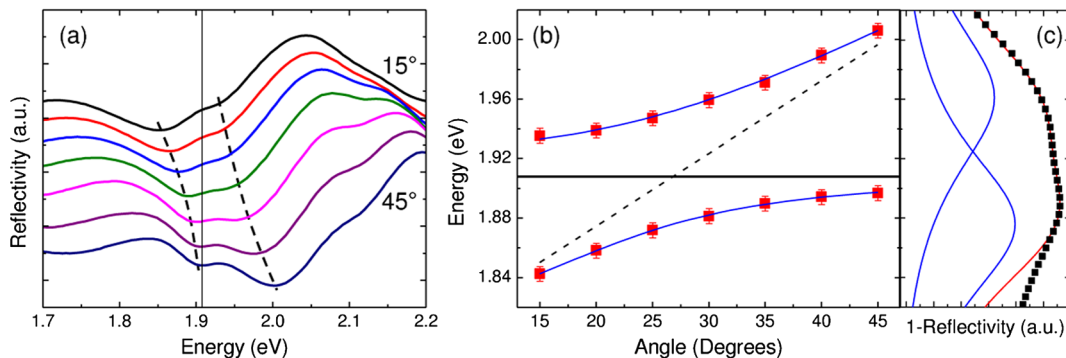 (a)
15°
45°
Reflectivity (a.u.)
1.7 1.8 1.9 2.0 2.1 2.2
Energy (eV)
(b)
2.00
1.96
1.92
1.88
1.84
Energy (eV)
15 20 25 30 35 40 45
Angle (Degrees)
(c)
1-Reflectivity (a.u.)